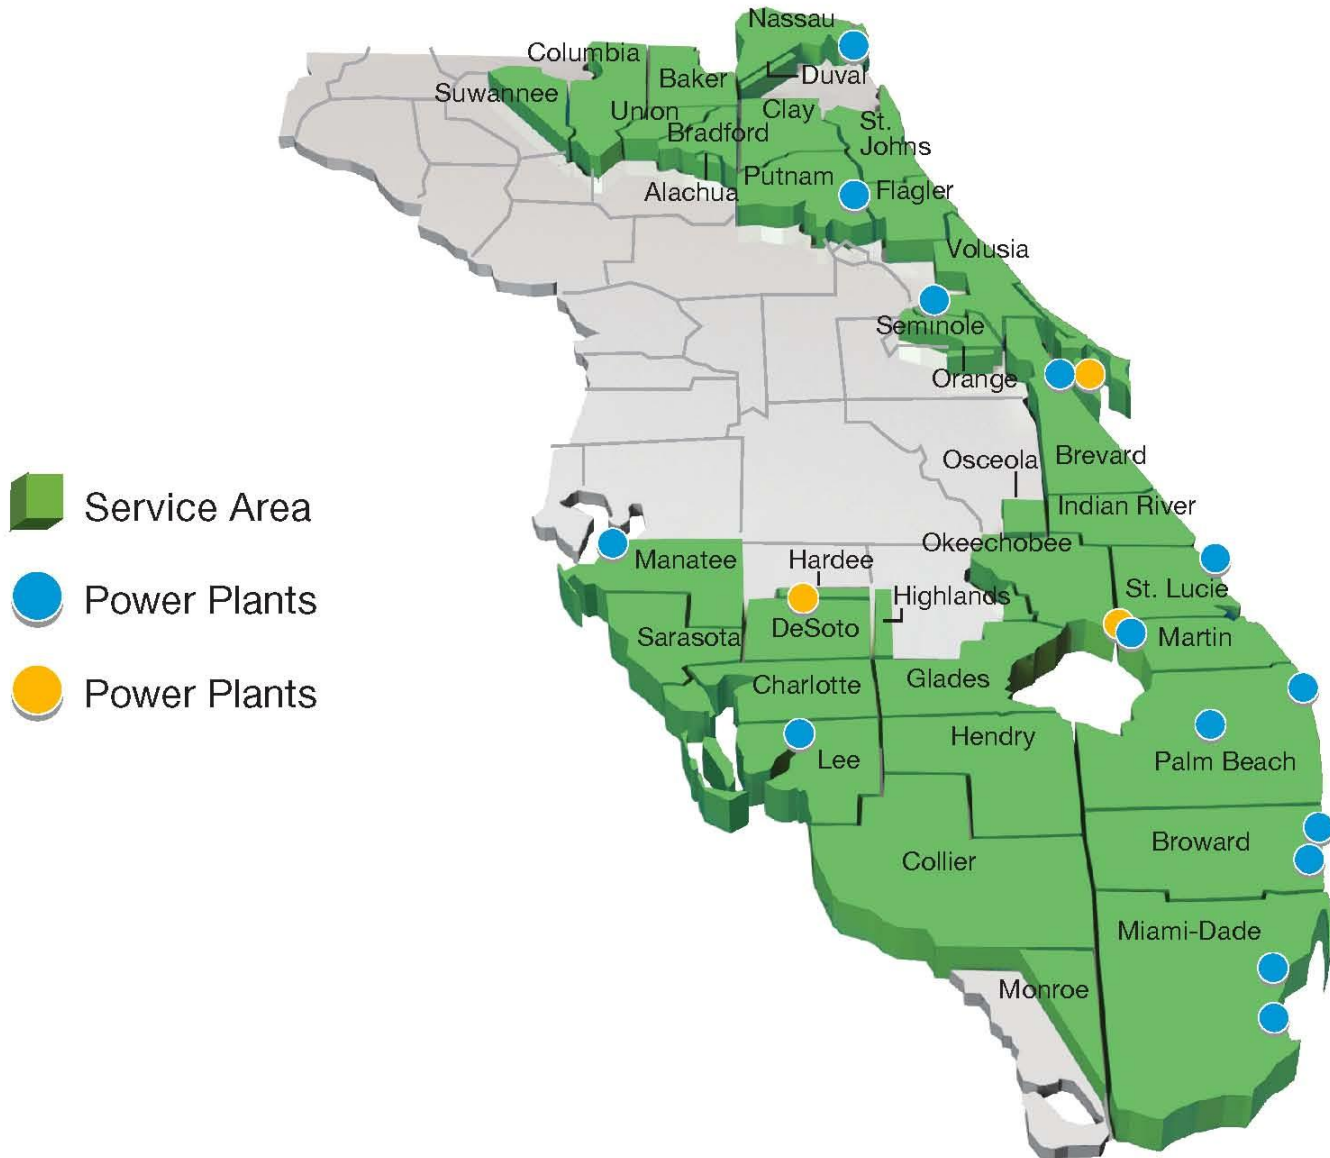 Nassau
Columbia
Baker
Duval
Suwannee
Union
Clay
Bradford
St.
Johns
Alachua
Putnam
Flagler
Volusia
Seminole
Orange
Osceola
Brevard
Indian River
Service Area
Okeechobee
Manatee
Hardee
Highlands
St. Lucie
Power Plants
Sarasota
DeSoto
Martin
Charlotte
Glades
Power Plants
Hendry
Lee
Palm Beach
Broward
Collier
Miami-Dade
Monroe